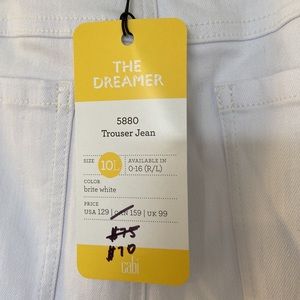 THE
DREAMER
5880
Trouser Jean
SIZE
10L
AVAILABLE IN
0-16 (R/L)
COLOR
brite white
PRICE
USA 129 | CAN 159 | UK 99
$75
$70
cabi